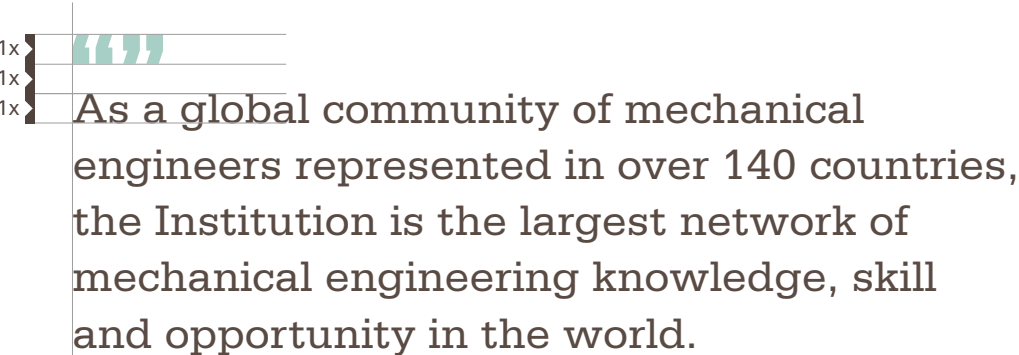 1x
““””
1x
1x
As a global community of mechanical
engineers represented in over 140 countries,
the Institution is the largest network of
mechanical engineering knowledge, skill
and opportunity in the world.